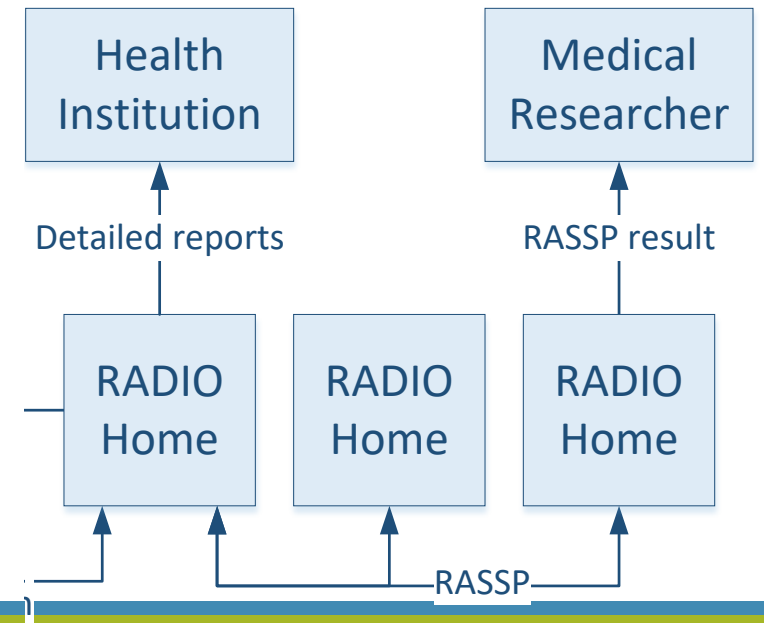 Health
Institution
Medical
Researcher
Detailed reports
RASSP result
RADIO
Home
RADIO
Home
RADIO
Home
RASSP